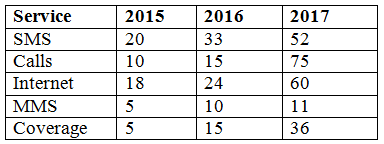 Service 2015 2016 2017
SMS 20 33 52
Calls 10 15 75
Internet 18 24 60
MMS 5 10 11
Coverage 5 15 36